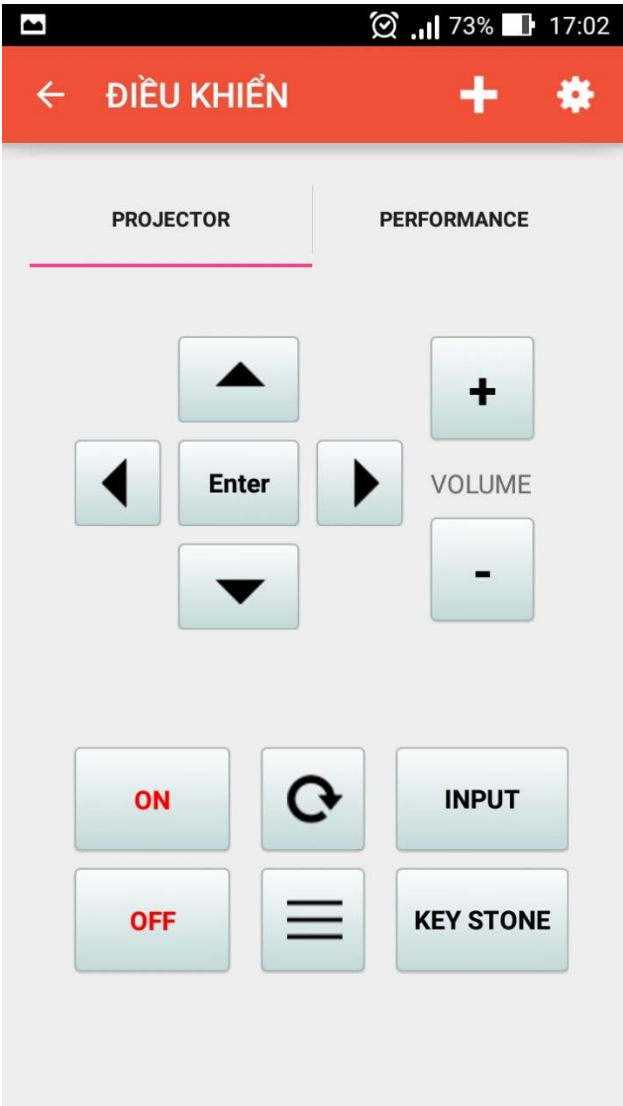 73% 17:02
ĐIỀU KHIỂN
PROJECTOR PERFORMANCE
+
Enter VOLUME
-
ON INPUT
OFF KEY STONE